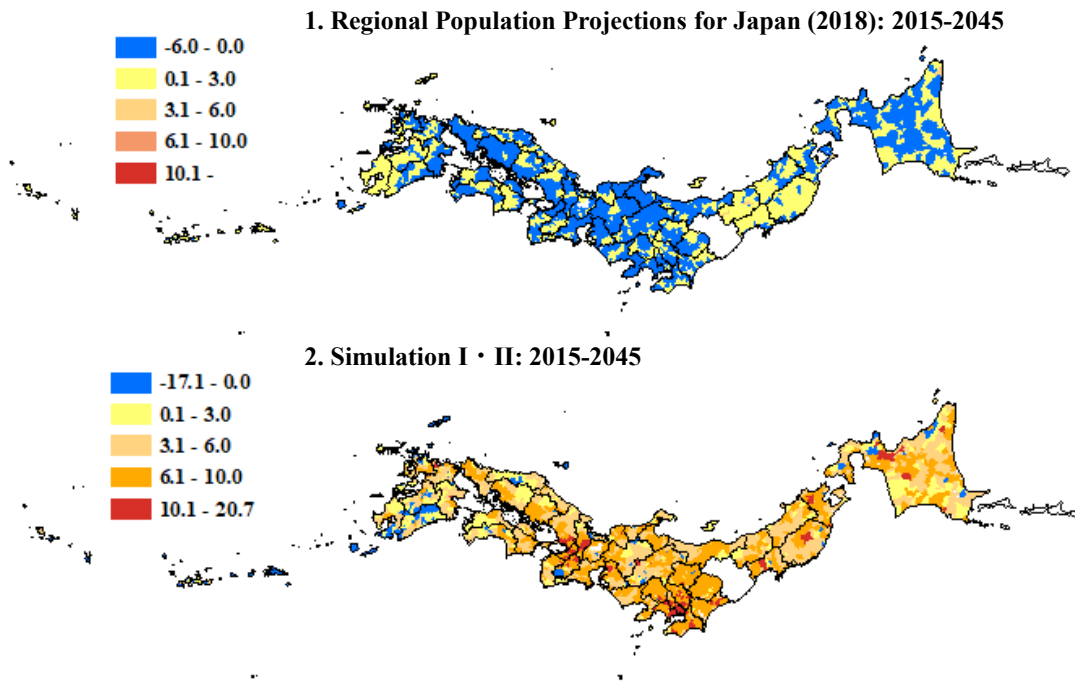 1. Regional Population Projections for Japan (2018): 2015-2045
-6.0 - 0.0
0.1 - 3.0
3.1 - 6.0
6.1 - 10.0
10.1 -
2. Simulation I・II: 2015-2045
-17.1 - 0.0
0.1 - 3.0
3.1 - 6.0
6.1 - 10.0
10.1 - 20.7